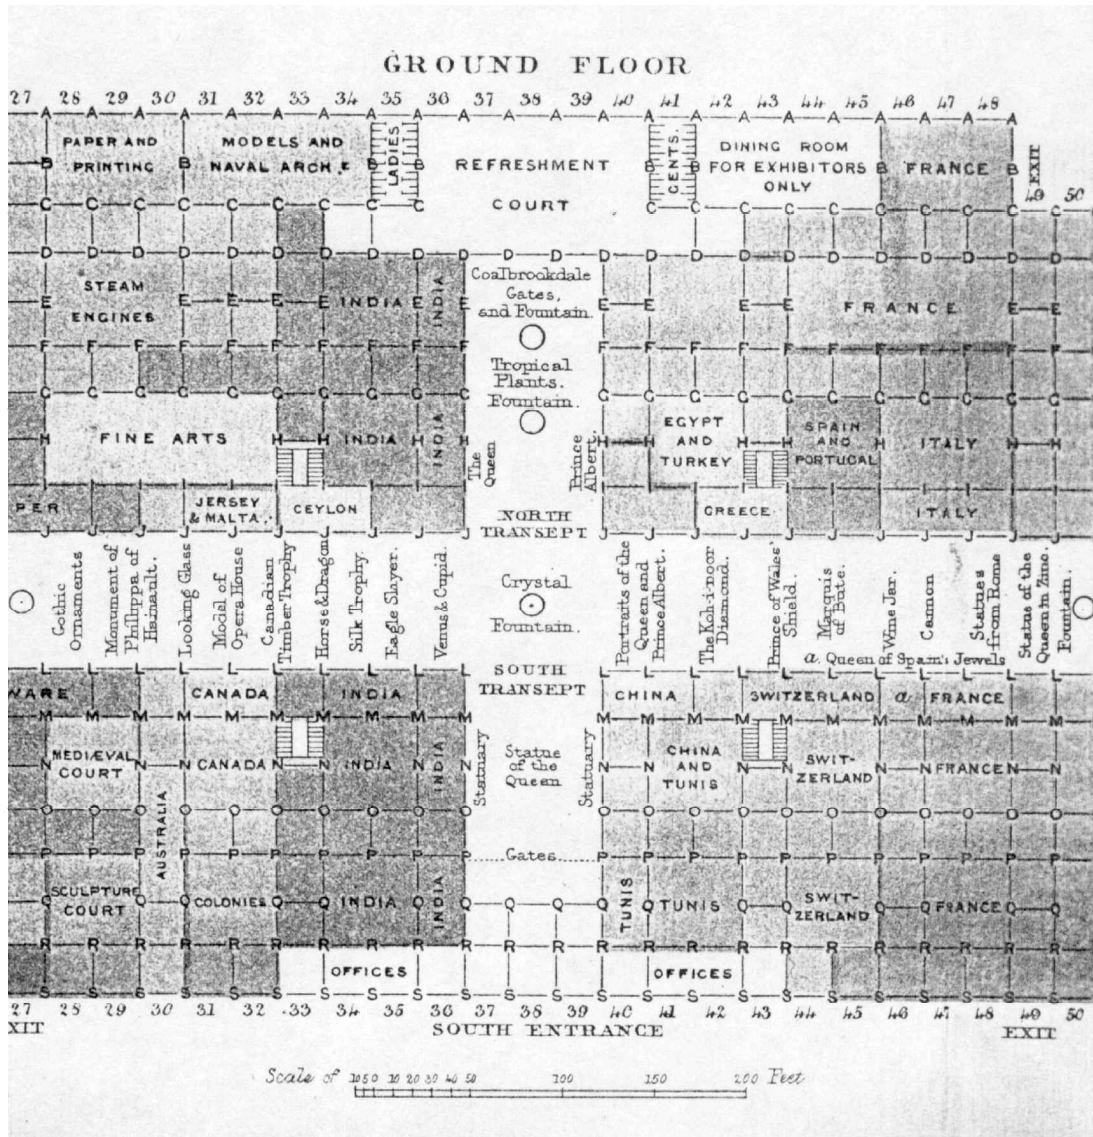 GROUND FLOOR
27 28 29 30 31 32 33 34 35 36 37 38 39 40 41 42 43 44 45 46 47 48
A A A A A A A A A A A A A A A A A A A A
PAPER AND
PRINTING
MODELS AND
NAVAL ARCH.E
LADIES
REFRESHMENT
COURT
GENTS.
DINING ROOM
FOR EXHIBITORS
ONLY
FRANCE
EXIT
49 50
B B B B B B B B
C C C C C C C C C C C C C C C C C C C
D D D D D D D D D D D D D D D D D D D D D D D
STEAM
ENGINES
INDIA
INDIA
Coalbrookdale
Gates,
and Fountain.
FRANCE
E E E E E E E E E E E E E E
F F F F F F F F F F F F F F F F F F F F
Tropical
Plants.
Fountain.
G G G G G G G G G G G G G G G G G G G G
FINE ARTS
INDIA
INDIA
The
Queen
Prince
Albert.
EGYPT
AND
TURKEY
SPAIN
AND
PORTUGAL
ITALY
H H H H H H H H H H H H H
PER
JERSEY
& MALTA.
CEYLON
GREECE
ITALY
NORTH
TRANSEPT
J J J J J J J J J J J J J J J J J J J J
Gothic
Ornaments
Monument of
Phillippa of
Hainault.
Looking Glass
Model of
Opera House
Canadian
Timber Trophy
Horse & Dragon
Salk Trophy.
Eagle Slayer.
Venus & Cupid.
Crystal
Fountain.
Portraits of the
Queen and
Prince Albert.
The Koh-i-noor
Diamond.
Prince of Wales'
Shield.
Marquis
of Bute.
Wine Jar.
Cannon
Statues
from Rome
Statue of the
Queen in Zinc.
Fountain.
a. Queen of Spain's Jewels
SOUTH
TRANSEPT
L L L L L L L L L L L L L L L L L L L L
WARE
CANADA
INDIA
CHINA
SWITZERLAND
a
FRANCE
M M M M M M M M M M M M M M M M M M M M
MEDIÆVAL
COURT
CANADA
INDIA
INDIA
Statuary
Statue
of the
Queen
Statuary
CHINA
AND
TUNIS
SWIT-
ZERLAND
FRANCE
N N N N N N N N N N N N N N
O O O O O O O O O O O O O O O O O O O O
AUSTRALIA
P P P P P P P P P P P P P P P P P P P P
Gates
SCULPTURE
COURT
COLONIES
INDIA
INDIA
TUNIS
TUNIS
SWIT-
ZERLAND
FRANCE
Q Q Q Q Q Q Q Q Q Q Q Q Q Q Q Q
R R R R R R R R R R R R R R R R R R R R R R
OFFICES
OFFICES
S S S S S S S S S S S S S S S S S S S S S S
27 28 29 30 31 32 33 34 35 36 37 38 39 40 41 42 43 44 45 46 47 48 49 50
EXIT
SOUTH ENTRANCE
EXIT
Scale of 10 5 0 10 20 30 40 50 100 150 200 Feet